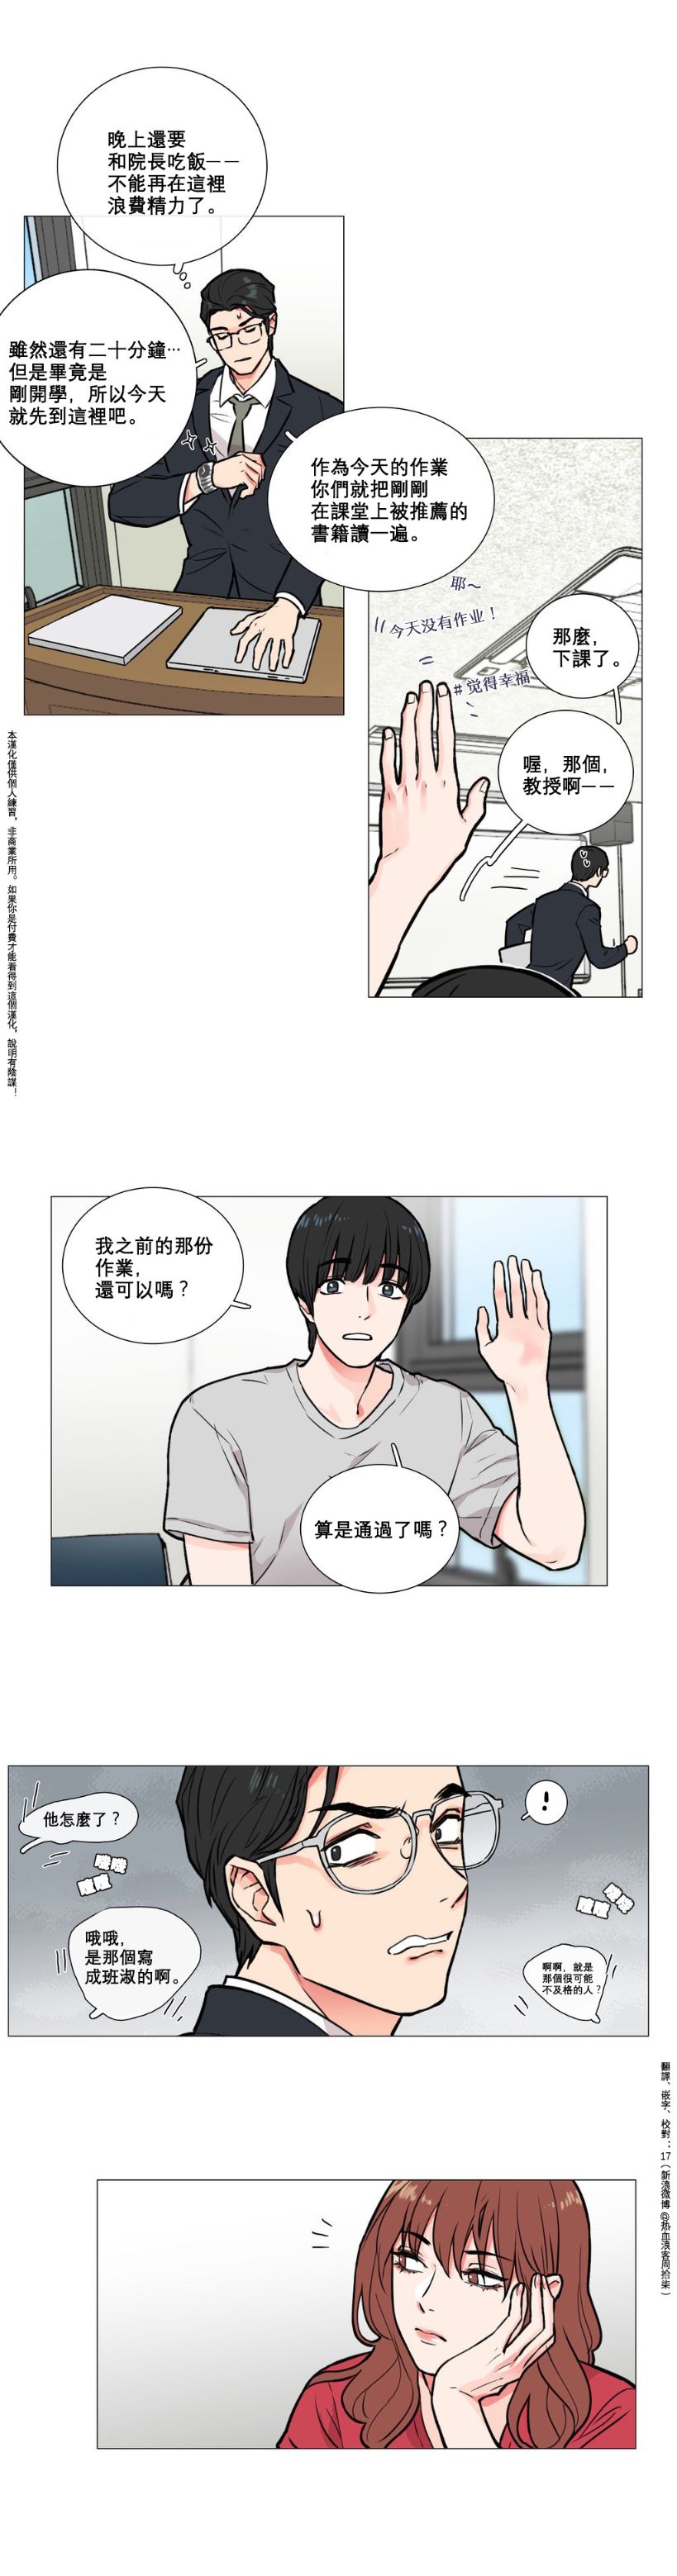 晚上還要
和院長吃飯——
不能再在這裡
浪費精力了。
雖然還有二十分鐘…
但是畢竟是
剛開學，所以今天
就先到這裡吧。
作為今天的作業
你們就把剛剛
在課堂上被推薦的
書籍讀一遍。
耶～
今天没有作业！
#觉得幸福
那麼，
下課了。
喔，那個，
教授啊——
本漢化僅供個人練習，非商業所用。如果你是付費才能看得到這個漢化，說明有陰謀！
我之前的那份
作業，
還可以嗎？
算是通過了嗎？
他怎麼了？
！
哦哦，
是那個寫
成班淑的啊。
啊啊，就是
那個很可能
不及格的人？
翻譯、嵌字、校對：17（新浪微博@热血浪客周拾柒）